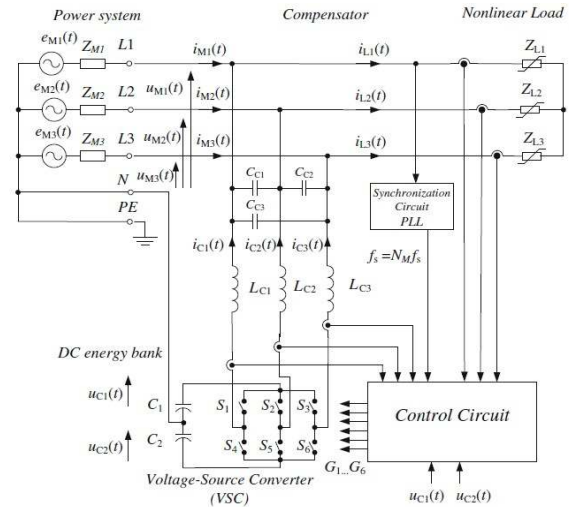 Power system
Compensator
Nonlinear Load
eM1(t)
ZM1
L1
iM1(t)
iL1(t)
ZL1
eM2(t)
ZM2
L2
uM1(t)
iM2(t)
iL2(t)
ZL2
eM3(t)
ZM3
L3
uM2(t)
iM3(t)
iL3(t)
ZL3
N
uM3(t)
CC1
CC2
CC3
PE
Synchronization
Circuit
PLL
iC1(t)
iC2(t)
iC3(t)
fs =NMfs
LC1
LC2
LC3
DC energy bank
uC1(t)
C1
S1
S2
S3
Control Circuit
uC2(t)
C2
S4
S5
S6
G1...G6
Voltage-Source Converter
(VSC)
uC1(t)
uC2(t)